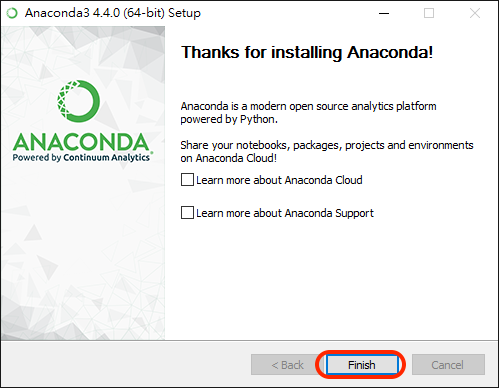 Anaconda3 4.4.0 (64-bit) Setup
Thanks for installing Anaconda!
Anaconda is a modern open source analytics platform
powered by Python.
Share your notebooks, packages, projects and environments
on Anaconda Cloud!
Learn more about Anaconda Cloud
Learn more about Anaconda Support
ANACONDA
Powered by Continuum Analytics
< Back
Finish
Cancel